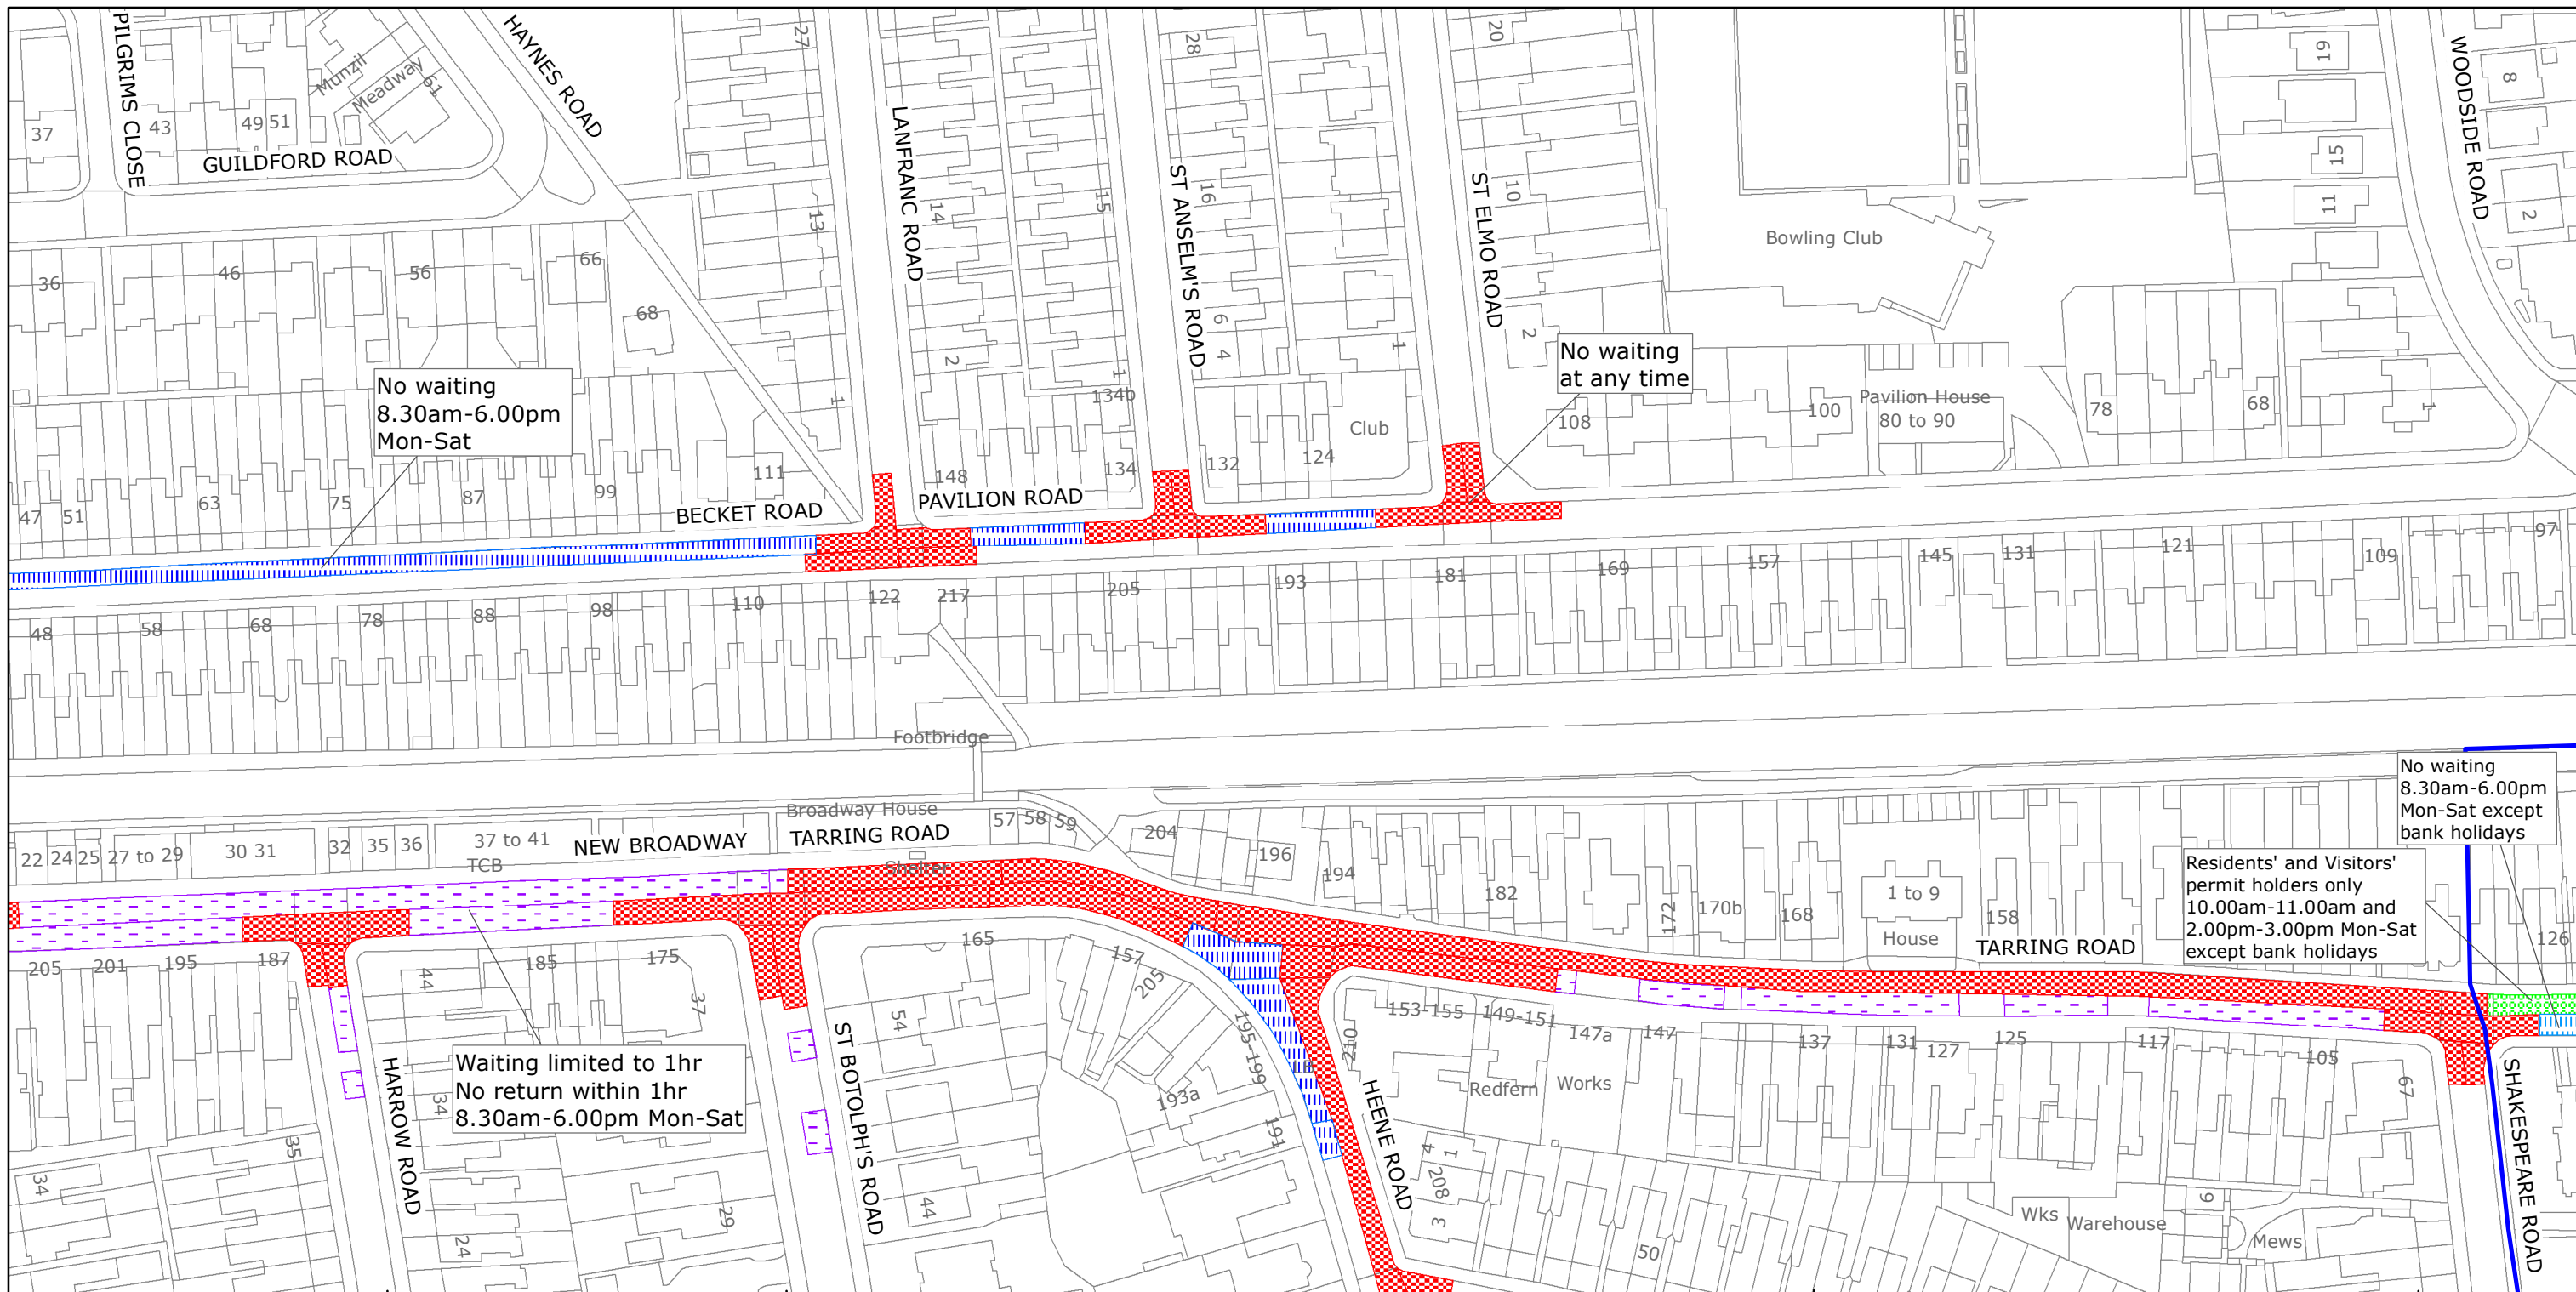 PILGRIMS CLOSE
HAYNES ROAD
GUILDFORD ROAD
LANFRANC ROAD
ST ANSELM'S ROAD
ST ELMO ROAD
WOODSIDE ROAD
37
43
49
51
Munzil
Meadway
61
27
13
1
28
16
6
4
14
2
15
1
134b
20
10
2
1
19
15
11
1
8
2
Bowling Club
36
46
56
66
68
No waiting
8.30am-6.00pm
Mon-Sat
No waiting
at any time
47
51
63
75
87
99
111
BECKET ROAD
148
PAVILION ROAD
134
132
124
Club
108
100
Pavilion House
80 to 90
78
68
48
58
68
78
88
98
110
122
217
205
193
181
169
157
145
131
121
109
97
Footbridge
Broadway House
22
24
25
27 to 29
30 31
32
35
36
37 to 41
TCB
NEW BROADWAY
TARRING ROAD
Shelter
57
58
59
204
196
194
182
172
170b
168
1 to 9
House
158
TARRING ROAD
126
No waiting
8.30am-6.00pm
Mon-Sat except
bank holidays
Residents' and Visitors'
permit holders only
10.00am-11.00am and
2.00pm-3.00pm Mon-Sat
except bank holidays
205
201
195
187
44
185
175
37
165
157
205
54
195-199
193a
191
210
153-155
149-151
147a
147
137
131
127
125
117
105
67
Redfern
Works
Waiting limited to 1hr
No return within 1hr
8.30am-6.00pm Mon-Sat
HARROW ROAD
ST BOTOLPH'S ROAD
HEENE ROAD
SHAKESPEARE ROAD
34
35
34
24
29
44
4
1
208
3
50
Wks
Warehouse
6
Mews